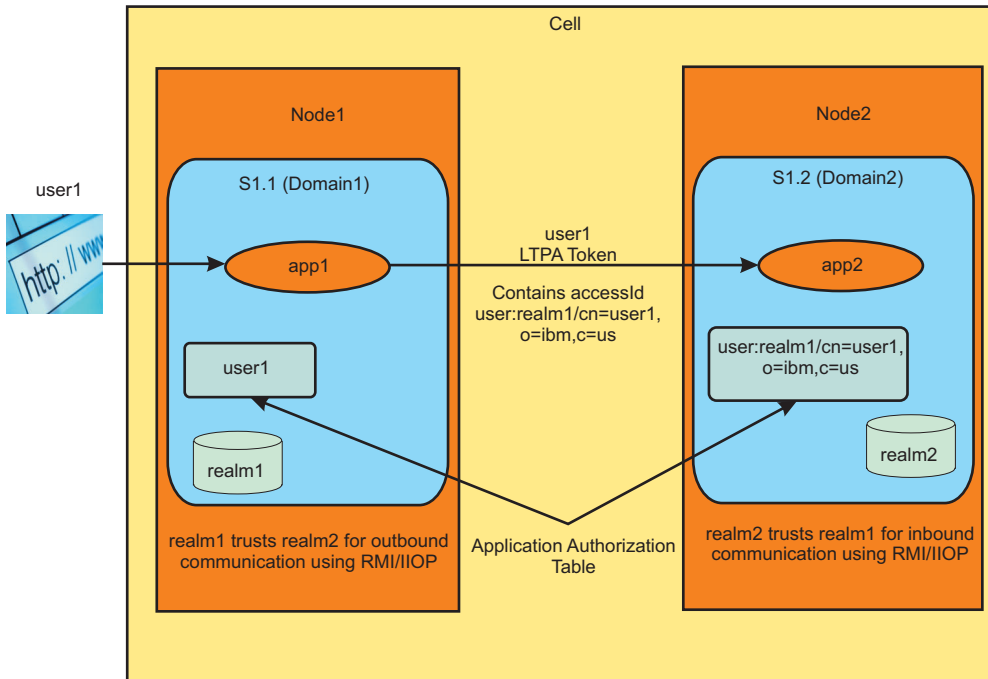 Cell
Node1
Node2
user1
http: // www
S1.1 (Domain1)
S1.2 (Domain2)
app1
user1
LTPA Token
app2
Contains accessId
user:realm1/cn=user1,
o=ibm,c=us
user1
user:realm1/cn=user1,
o=ibm,c=us
realm1
realm2
realm1 trusts realm2 for outbound
communication using RMI/IIOP
Application Authorization
Table
realm2 trusts realm1 for inbound
communication using RMI/IIOP